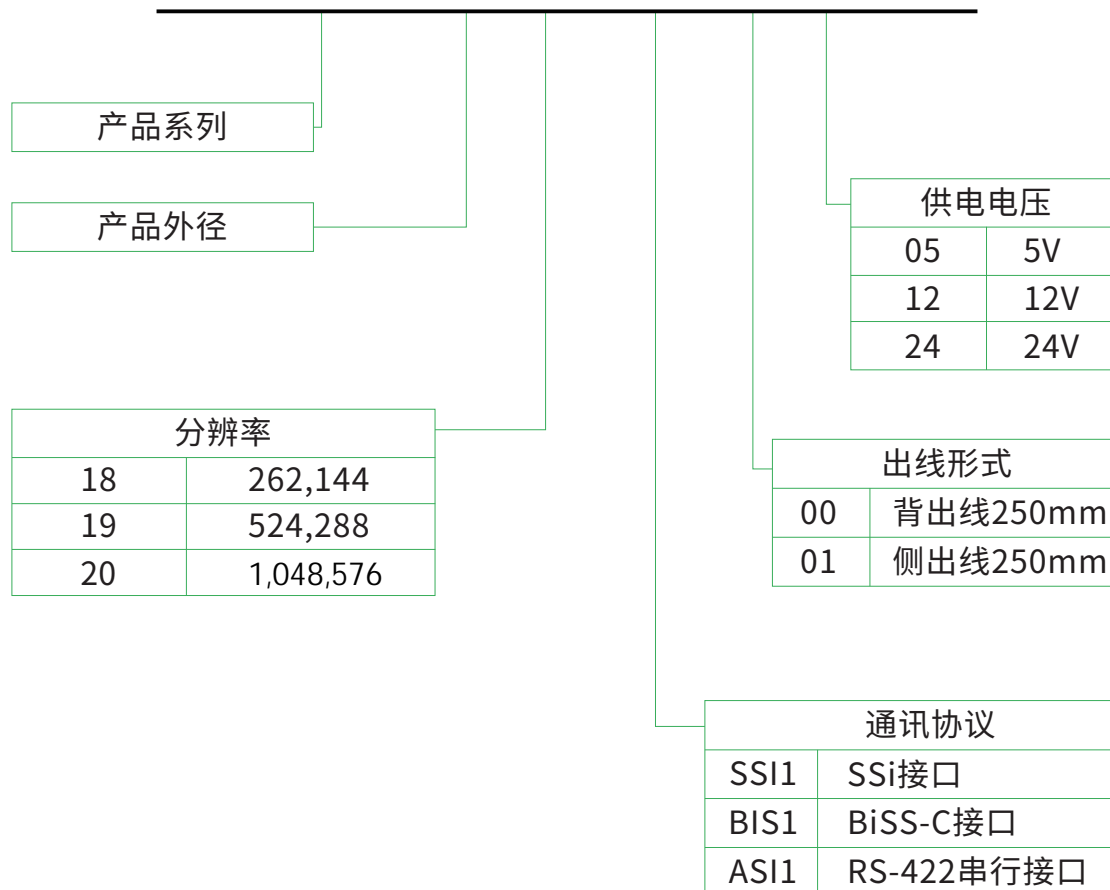 产品系列
产品外径
供电电压
05 5V
12 12V
24 24V
分辨率
18 262,144
19 524,288
20 1,048,576
出线形式
00 背出线250mm
01 侧出线250mm
通讯协议
SSI1 SSi接口
BIS1 BiSS-C接口
ASI1 RS-422串行接口